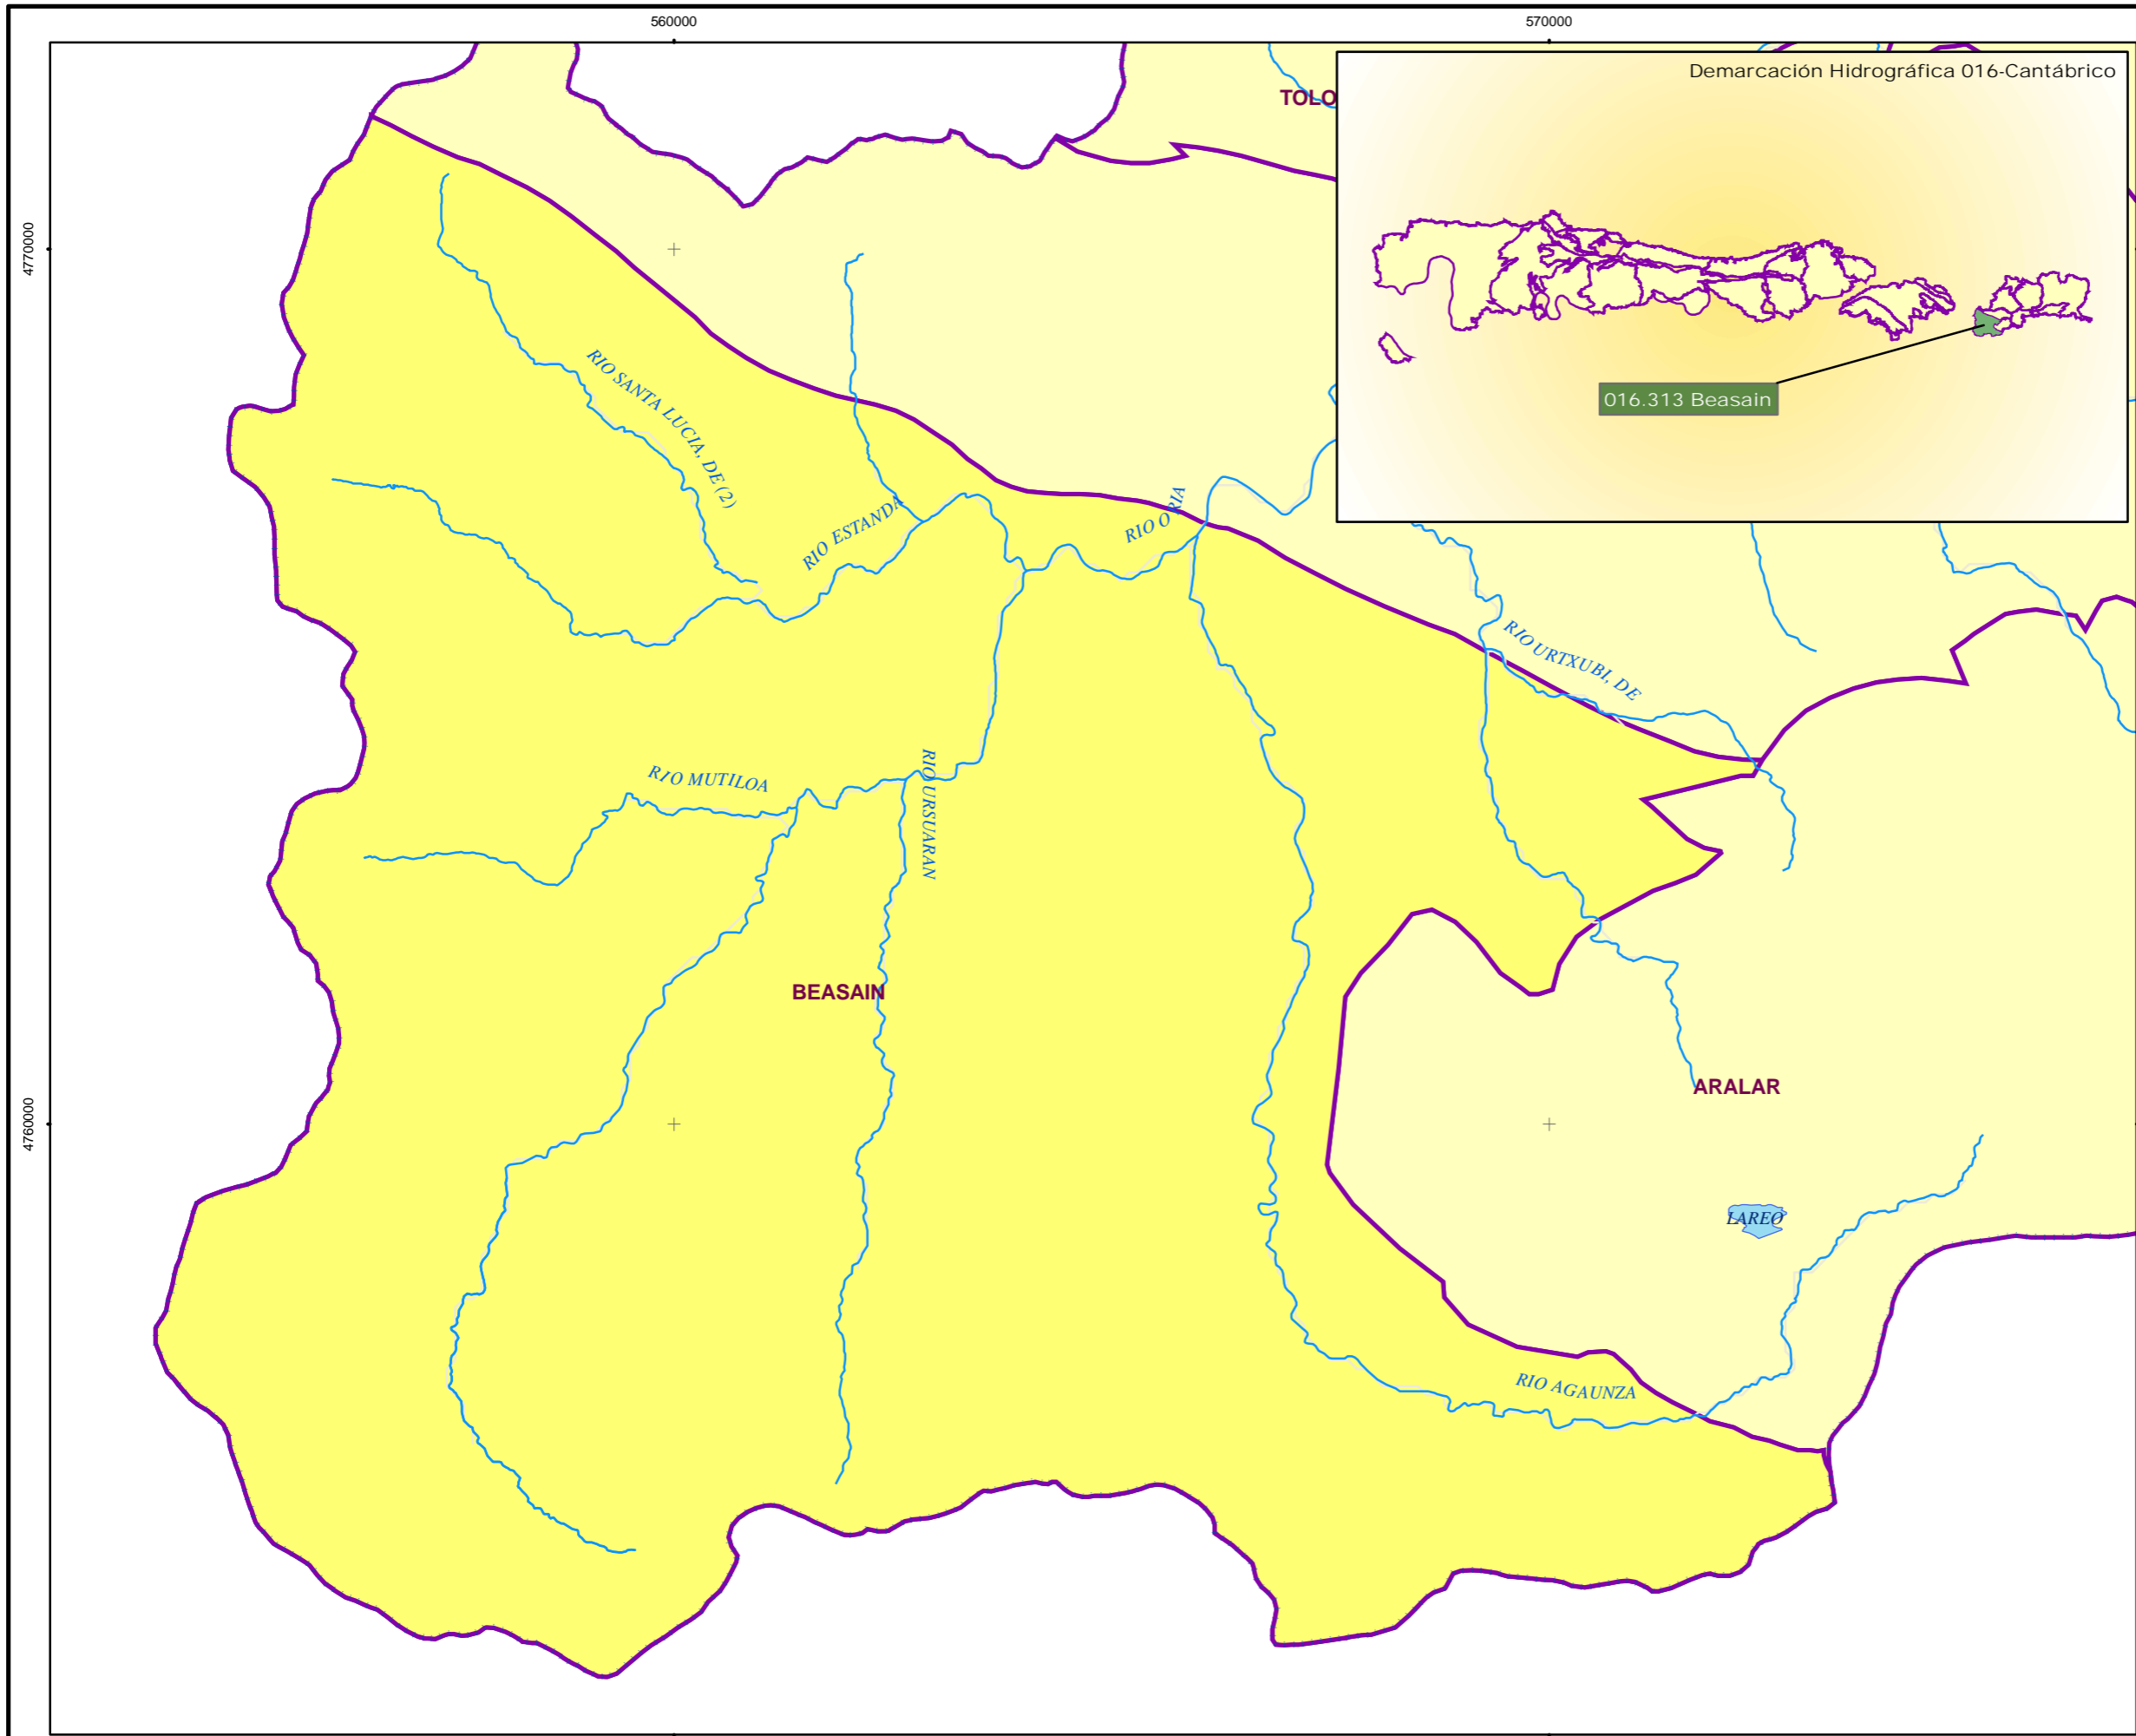 560000
570000
Demarcación Hidrográfica 016-Cantábrico
TOLO
4770000
016.313 Beasain
RIO SANTA LUCIA, DE (2)
RIO ESTANDA
RIO ORIA
RIO URTXUBI, DE
RIO MUTILOA
RIO URSUARAN
BEASAIN
ARALAR
4760000
LAREO
RIO AGAUNZA